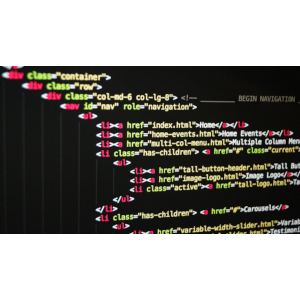 <div class="container">
<div class="row">
<div class="col-md-6 col-lg-8"> <!-- BEGIN NAVIGATION
<nav id="nav" role="navigation">
<ul>
<li><a href="index.html">Home</a></li>
<li><a href="home-events.html">Home Events</a></li>
<li><a href="multi-col-menu.html">Multiple Column Men
<li class="has-children"> <a href="#" class="current"
<ul>
<li><a href="tall-button-header.html">Tall But
<li><a href="image-logo.html">Image Logo</a></
<li class="active"><a href="tall-logo.html">Ta
</ul>
</li>
<li class="has-children"> <a href="#">Carousels</a>
<ul>
<li><a href="variable-width-slider.html">Variab
<li><a href="testimonial-slider.html">Testimoni